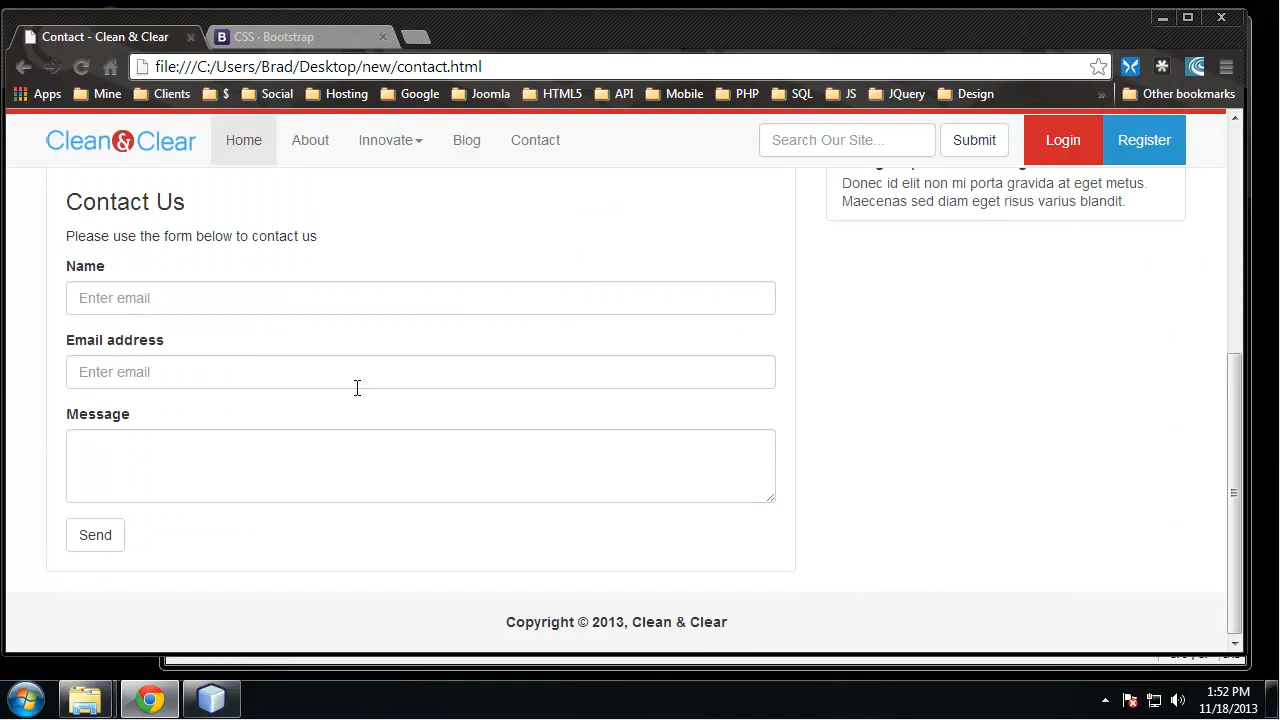 Contact - Clean & Clear
CSS · Bootstrap
file:///C:/Users/Brad/Desktop/new/contact.html
Apps Mine Clients $ Social Hosting Google Joomla HTML5 API Mobile PHP SQL JS JQuery Design » Other bookmarks
Clean&Clear Home About Innovate Blog Contact Search Our Site... Submit Login Register
Donec id elit non mi porta gravida at eget metus.
Maecenas sed diam eget risus varius blandit.
Contact Us
Please use the form below to contact us
Name
Enter email
Email address
Enter email
Message
Send
Copyright © 2013, Clean & Clear
1:52 PM
11/18/2013